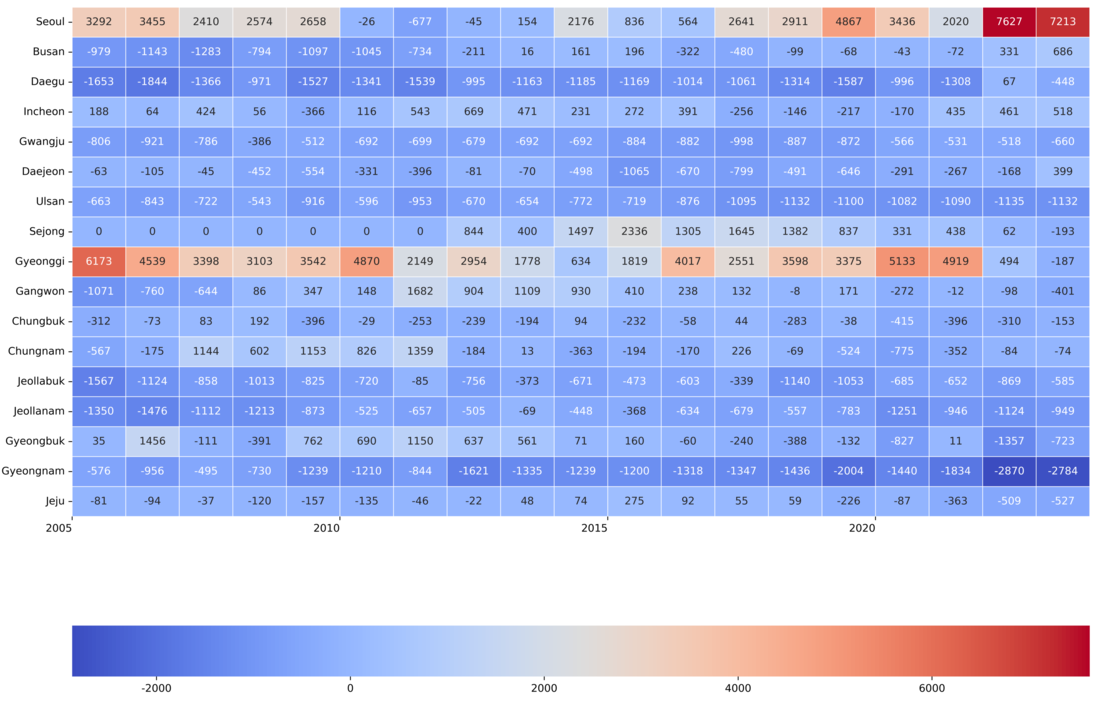 Seoul 3292 3455 2410 2574 2658 -26 -677 -45 154 2176 836 564 2641 2911 4867 3436 2020 7627 7213
Busan -979 -1143 -1283 -794 -1097 -1045 -734 -211 16 161 196 -322 -480 -99 -68 -43 -72 331 686
Daegu -1653 -1844 -1366 -971 -1527 -1341 -1539 -995 -1163 -1185 -1169 -1014 -1061 -1314 -1587 -996 -1308 67 -448
Incheon 188 64 424 56 -366 116 543 669 471 231 272 391 -256 -146 -217 -170 435 461 518
Gwangju -806 -921 -786 -386 -512 -692 -699 -679 -692 -692 -884 -882 -998 -887 -872 -566 -531 -518 -660
Daejeon -63 -105 -45 -452 -554 -331 -396 -81 -70 -498 -1065 -670 -799 -491 -646 -291 -267 -168 399
Ulsan -663 -843 -722 -543 -916 -596 -953 -670 -654 -772 -719 -876 -1095 -1132 -1100 -1082 -1090 -1135 -1132
Sejong 0 0 0 0 0 0 0 844 400 1497 2336 1305 1645 1382 837 331 438 62 -193
Gyeonggi 6173 4539 3398 3103 3542 4870 2149 2954 1778 634 1819 4017 2551 3598 3375 5133 4919 494 -187
Gangwon -1071 -760 -644 86 347 148 1682 904 1109 930 410 238 132 -8 171 -272 -12 -98 -401
Chungbuk -312 -73 83 192 -396 -29 -253 -239 -194 94 -232 -58 44 -283 -38 -415 -396 -310 -153
Chungnam -567 -175 1144 602 1153 826 1359 -184 13 -363 -194 -170 226 -69 -524 -775 -352 -84 -74
Jeollabuk -1567 -1124 -858 -1013 -825 -720 -85 -756 -373 -671 -473 -603 -339 -1140 -1053 -685 -652 -869 -585
Jeollanam -1350 -1476 -1112 -1213 -873 -525 -657 -505 -69 -448 -368 -634 -679 -557 -783 -1251 -946 -1124 -949
Gyeongbuk 35 1456 -111 -391 762 690 1150 637 561 71 160 -60 -240 -388 -132 -827 11 -1357 -723
Gyeongnam -576 -956 -495 -730 -1239 -1210 -844 -1621 -1335 -1239 -1200 -1318 -1347 -1436 -2004 -1440 -1834 -2870 -2784
Jeju -81 -94 -37 -120 -157 -135 -46 -22 48 74 275 92 55 59 -226 -87 -363 -509 -527
2005 2010 2015 2020
-2000 0 2000 4000 6000